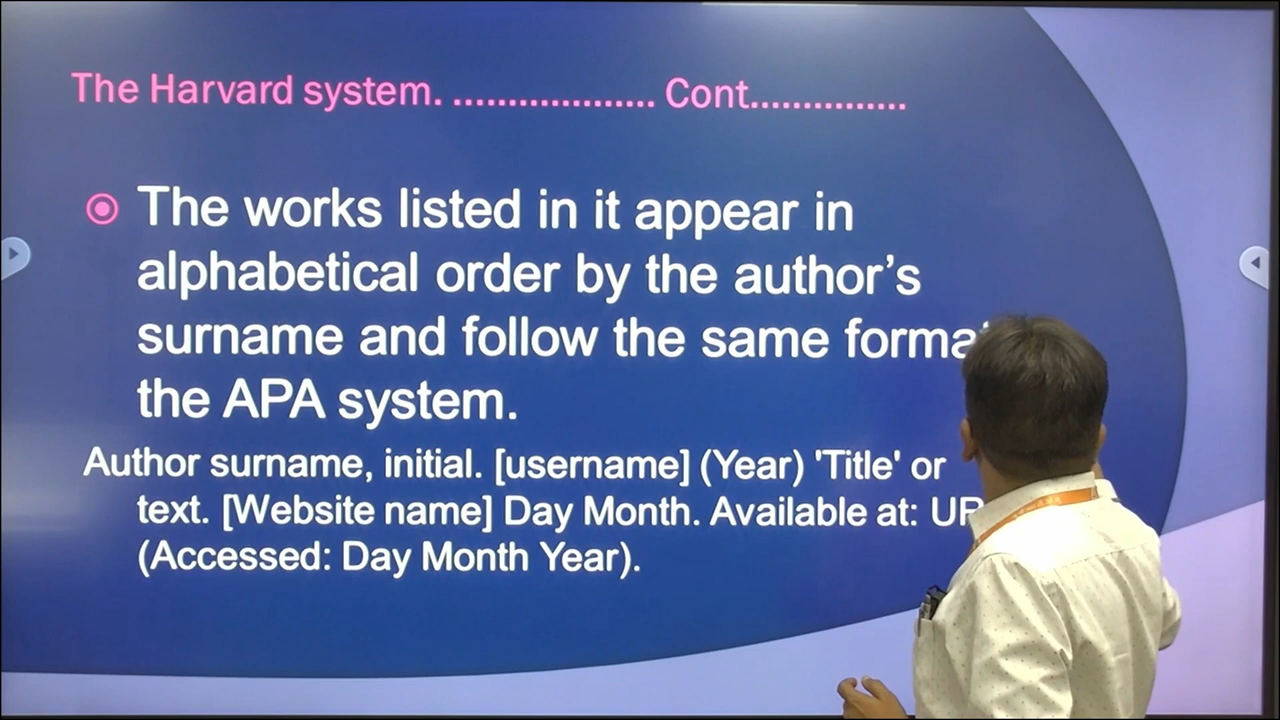 The Harvard system. ................... Cont...............
The works listed in it appear in
alphabetical order by the author's
surname and follow the same
the APA system.
Author surname, initial. [username] (Year) 'Title' or
text. [Website name] Day Month. Available at:
(Accessed: Day Month Year).